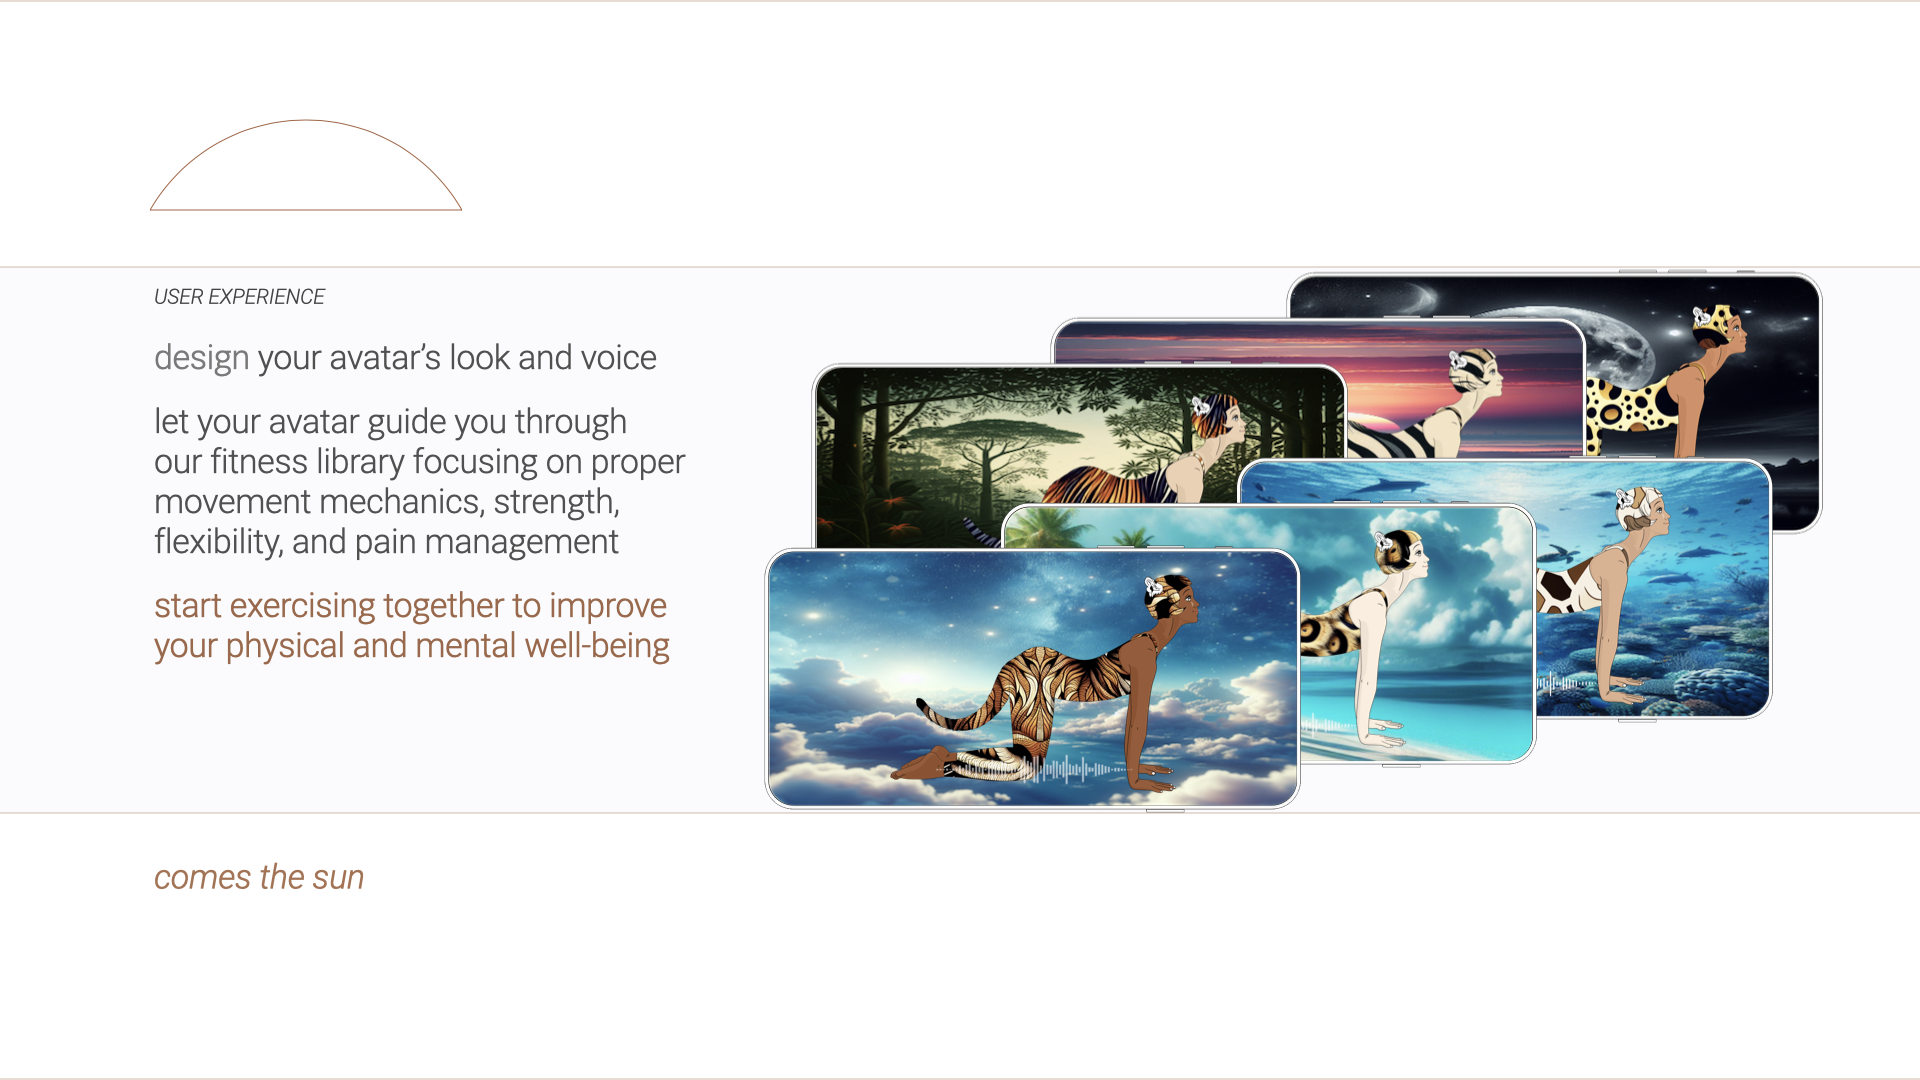 USER EXPERIENCE
design your avatar’s look and voice
let your avatar guide you through
our fitness library focusing on proper
movement mechanics, strength,
flexibility, and pain management
start exercising together to improve
your physical and mental well-being
comes the sun